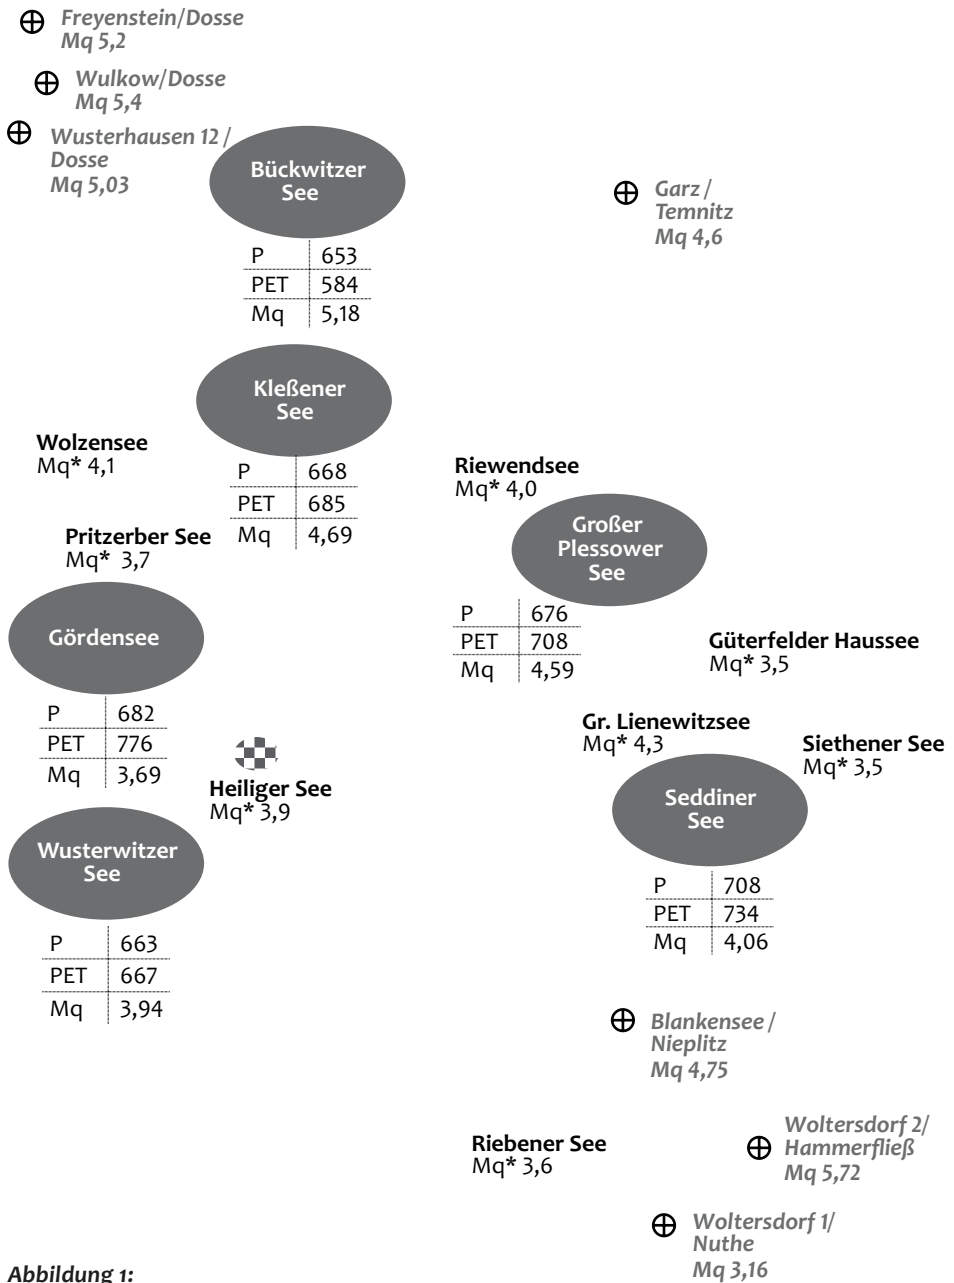 Freyenstein/Dosse
Mq 5,2
Wulkow/Dosse
Mq 5,4
Wusterhausen 12 /
Dosse
Mq 5,03
Bückwitzer
See
P 653
PET 584
Mq 5,18
Garz /
Temnitz
Mq 4,6
Kleßener
See
P 668
PET 685
Mq 4,69
Wolzensee
Mq* 4,1
Riewendsee
Mq* 4,0
Großer
Plessower
See
P 676
PET 708
Mq 4,59
Pritzerber See
Mq* 3,7
Gördensee
P 682
PET 776
Mq 3,69
Güterfelder Haussee
Mq* 3,5
Gr. Lienewitzsee
Mq* 4,3
Siethener See
Mq* 3,5
Heiliger See
Mq* 3,9
Seddiner
See
P 708
PET 734
Mq 4,06
Wusterwitzer
See
P 663
PET 667
Mq 3,94
Blankensee /
Nieplitz
Mq 4,75
Riebener See
Mq* 3,6
Woltersdorf 2/
Hammerfließ
Mq 5,72
Woltersdorf 1/
Nuthe
Mq 3,16
Abbildung 1: